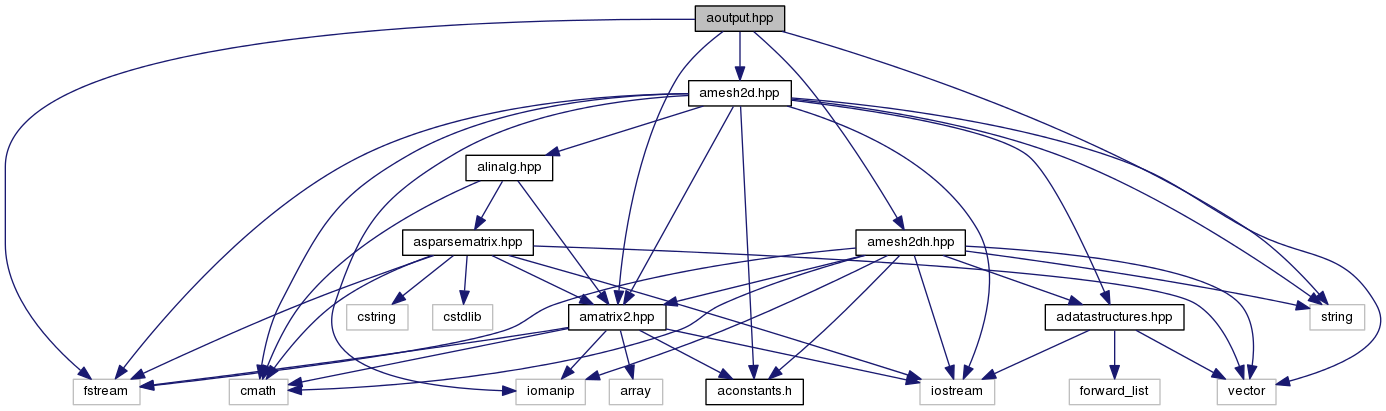 aoutput.hpp
amesh2d.hpp
alinalg.hpp
asparsematrix.hpp
amesh2dh.hpp
cstring
cstdlib
amatrix2.hpp
adatastructures.hpp
string
fstream
cmath
iomanip
array
aconstants.h
iostream
forward_list
vector